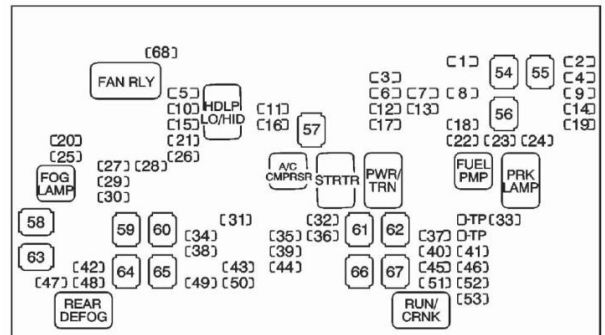 [68]
FAN RLY
[1] 54 55 [2]
[3] [4]
[5] HDLP LO/HID [6] [7] [8] [9]
[10] [11] [12] [13] 56 [14]
[15] [16] 57 [17] [18] [19]
[20] [21] [22] [23] [24]
[25] [26]
[27] [28]
FOG LAMP
A/C CMPRSR
STRTR
PWR/TRN
FUEL PMP
PRK LAMP
[29]
[30]
58 [31] [32] D-TP [33]
59 60 [34] [35] [36] 61 62 [37] D-TP
63 [38] [39] [40] [41]
[42] 64 65 [43] [44] 66 67 [45] [46]
[47] [48] [49] [50] [51] [52]
REAR DEFOG
RUN/CRNK
[53]